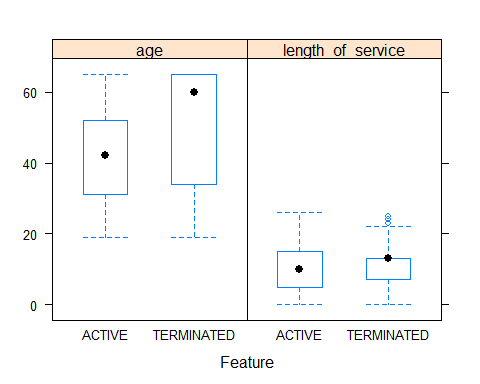 age
length_of_service
60
40
20
0
ACTIVE
TERMINATED
ACTIVE
TERMINATED
Feature